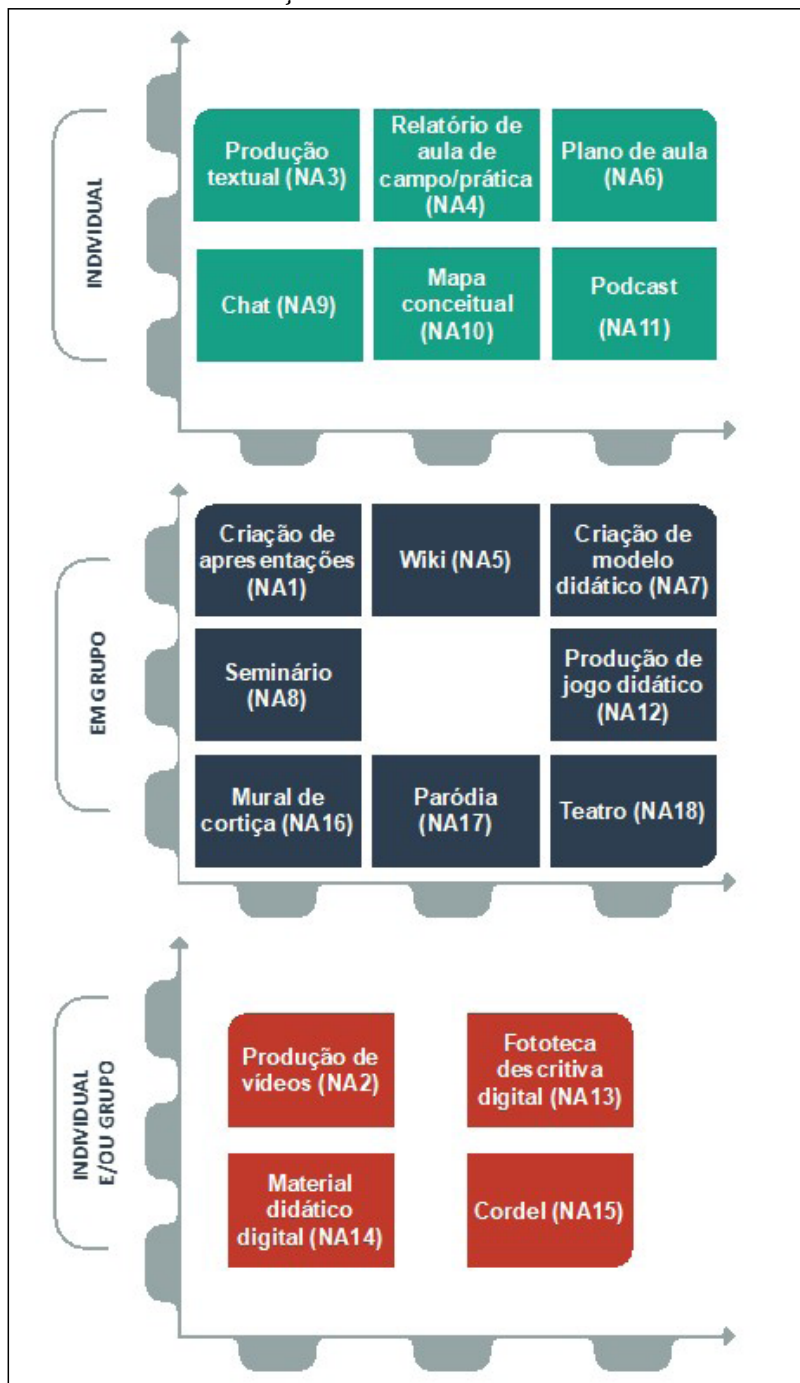 INDIVIDUAL
Produção
textual (NA3)
Relatório de
aula de
campo/prática
(NA4)
Plano de aula
(NA6)
Chat (NA9)
Mapa
conceitual
(NA10)
Podcast
(NA11)
EM GRUPO
Criação de
apresentações
(NA1)
Wiki (NA5)
Criação de
modelo
didático (NA7)
Seminário
(NA8)
Produção de
jogo didático
(NA12)
Mural de
cortiça (NA16)
Paródia
(NA17)
Teatro (NA18)
INDIVIDUAL
E/OU GRUPO
Produção de
vídeos (NA2)
Fototeca
descritiva
digital (NA13)
Material
didático
digital (NA14)
Cordel (NA15)